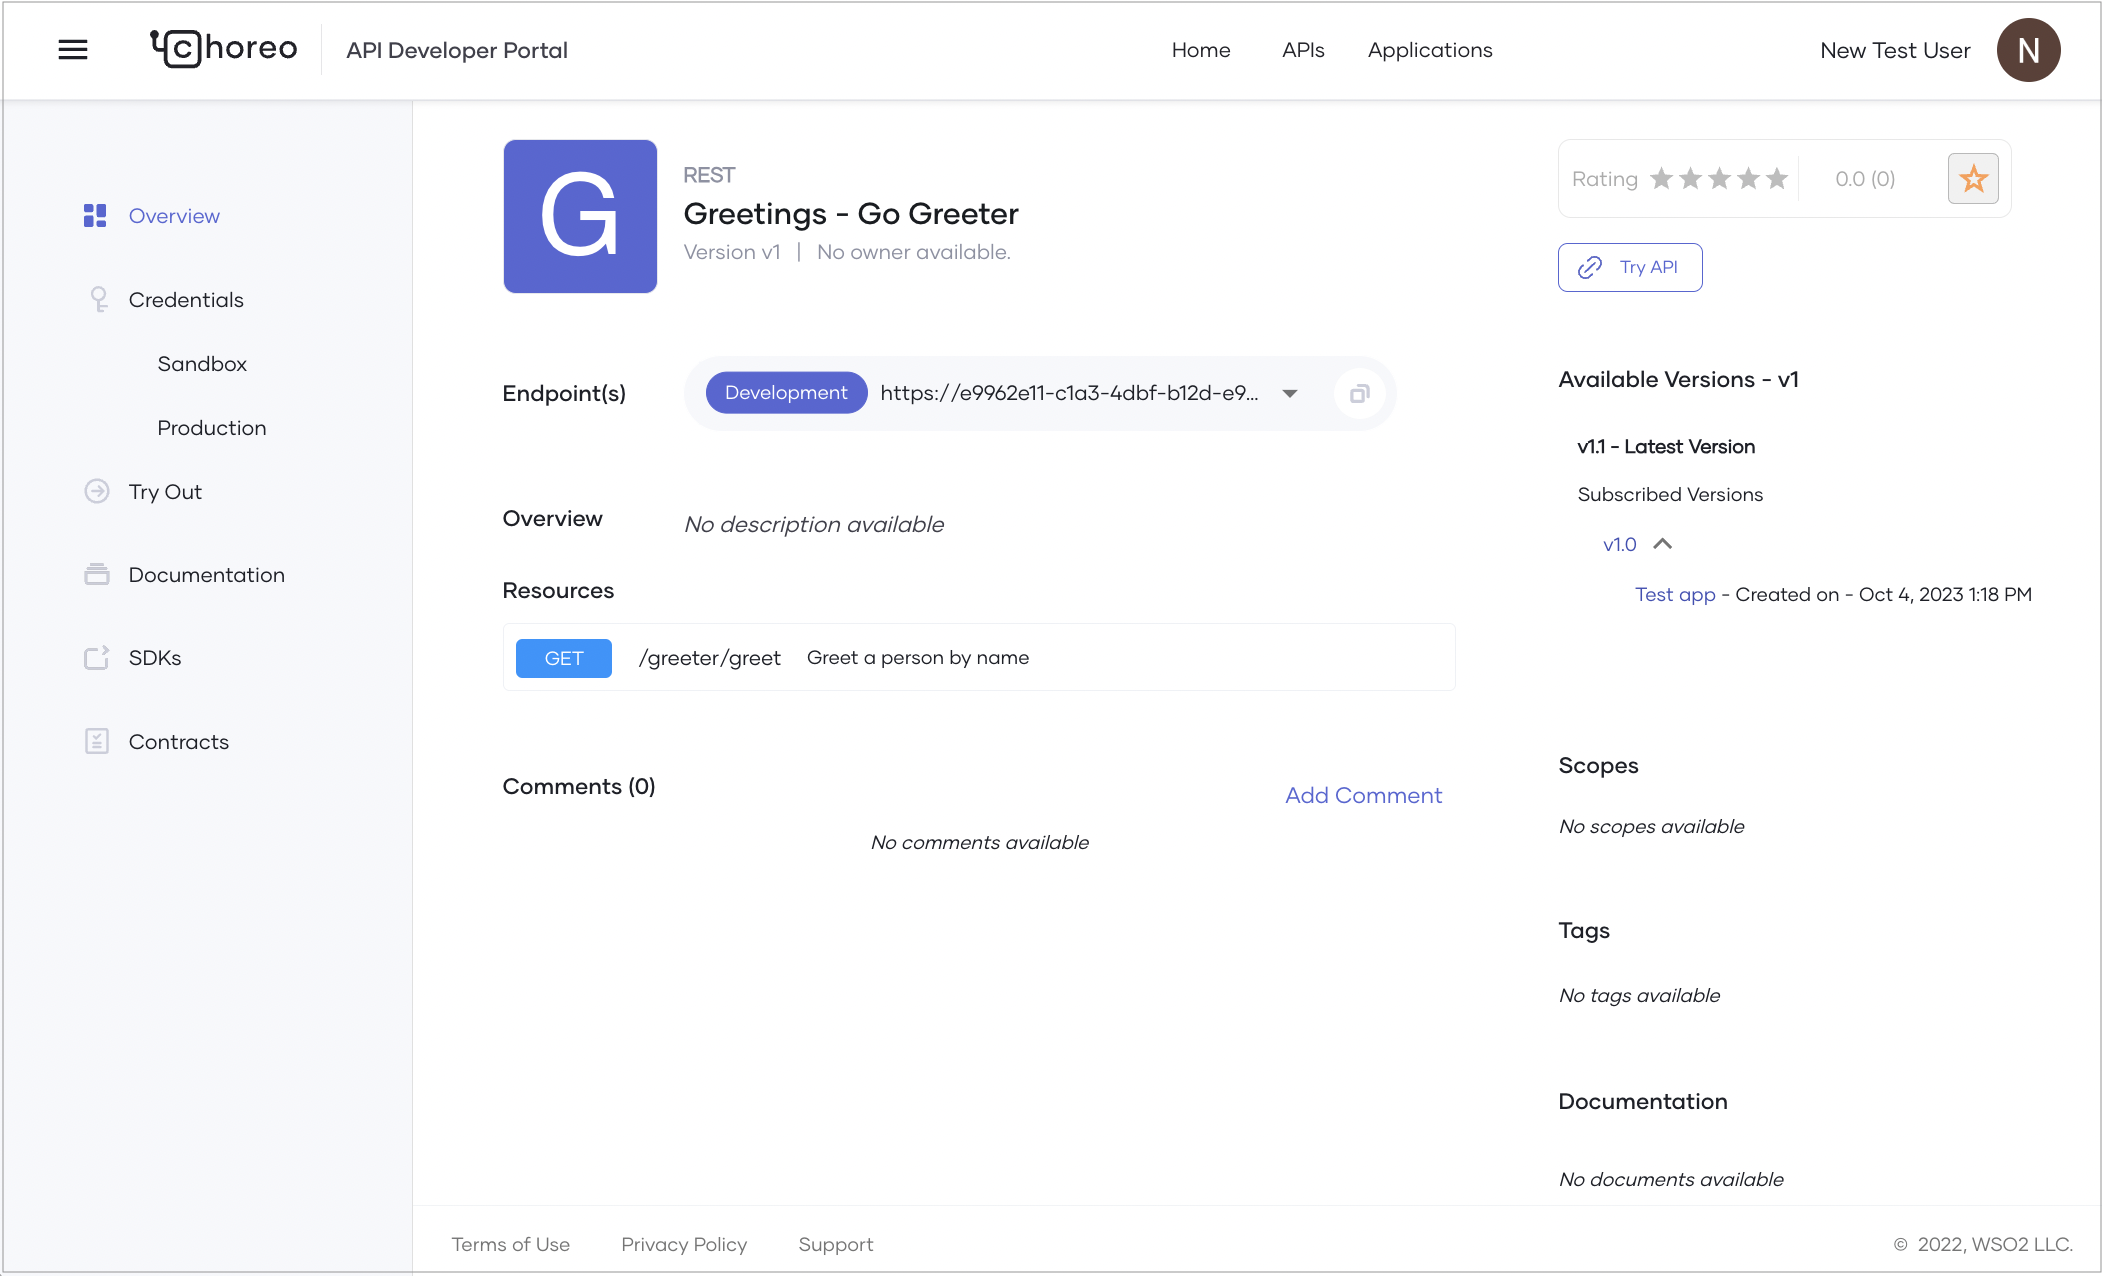 choreo
API Developer Portal
Home
APIs
Applications
New Test User
N
Overview
Credentials
Sandbox
Production
Try Out
Documentation
SDKs
Contracts
G
REST
Greetings - Go Greeter
Version v1 | No owner available.
Rating
0.0 (0)
Try API
Endpoint(s)
Development
https://e9962e11-c1a3-4dbf-b12d-e9...
Overview
No description available
Resources
GET
/greeter/greet
Greet a person by name
Comments (0)
Add Comment
No comments available
Available Versions - v1
v1.1 - Latest Version
Subscribed Versions
v1.0
Test app - Created on - Oct 4, 2023 1:18 PM
Scopes
No scopes available
Tags
No tags available
Documentation
No documents available
Terms of Use
Privacy Policy
Support
© 2022, WSO2 LLC.